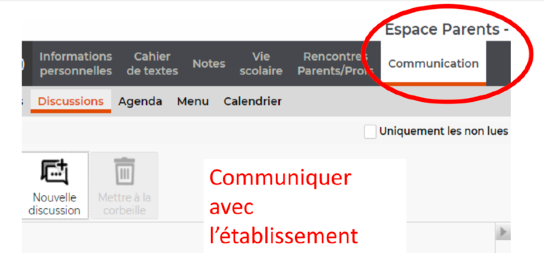 Espace Parents -
Informations personnelles
Cahier de textes
Notes
Vie scolaire
Rencontres Parents/Profs
Communication
Discussions Agenda Menu Calendrier
Uniquement les non lues
Nouvelle discussion
Mettre à la corbeille
Communiquer
avec
l'établissement